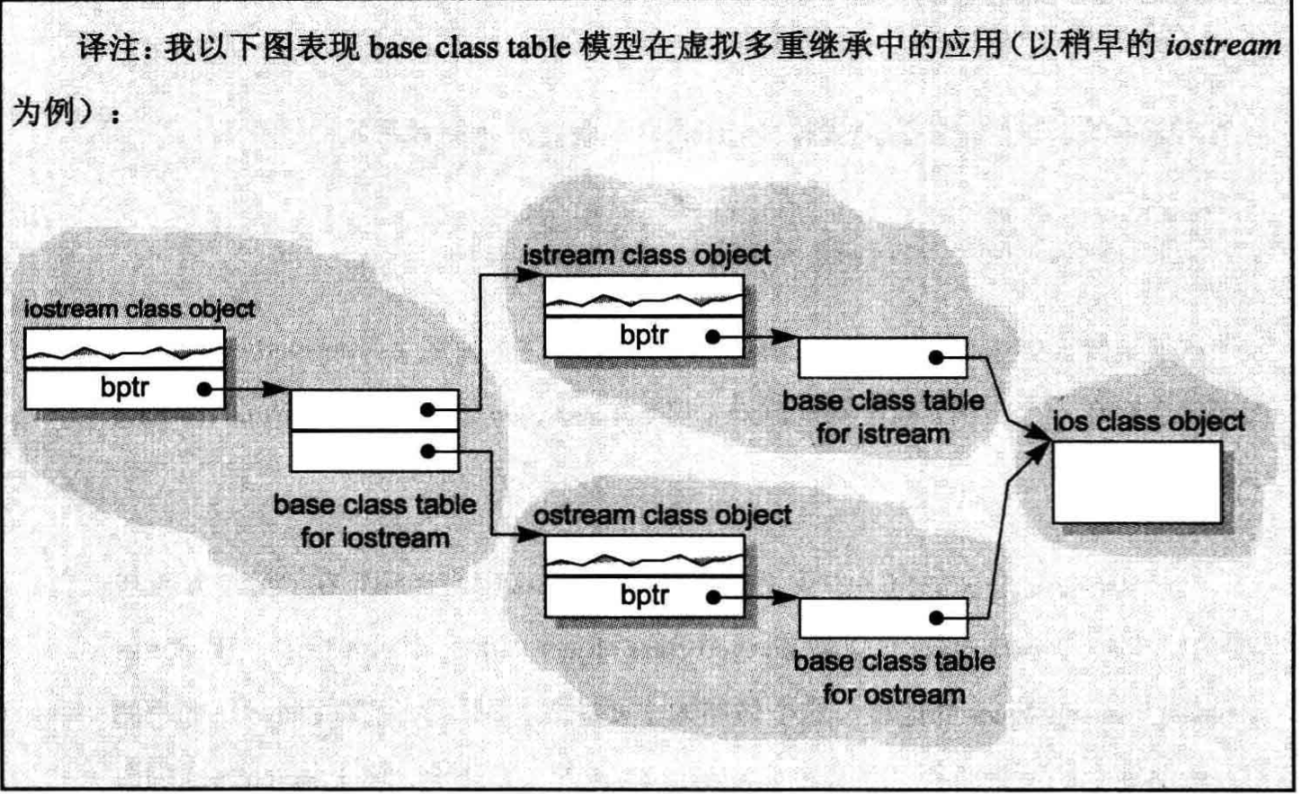 译注：我以下图表现 base class table 模型在虚拟多重继承中的应用（以稍早的 iostream
为例）：
istream class object
bptr
base class table
for istream
iostream class object
bptr
base class table
for iostream
ostream class object
bptr
base class table
for ostream
ios class object